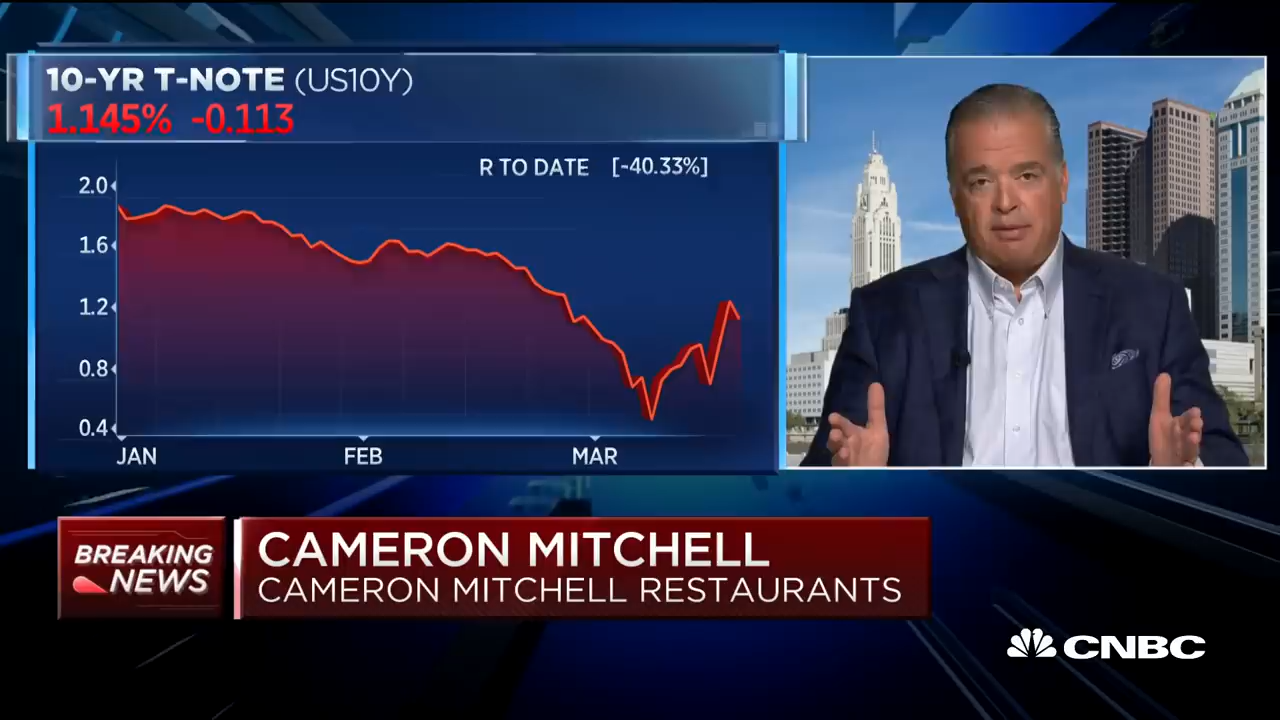 10-YR T-NOTE (US10Y)
1.145% -0.113
R TO DATE [-40.33%]
2.0
1.6
1.2
0.8
0.4
JAN FEB MAR
BREAKING
NEWS
CAMERON MITCHELL
CAMERON MITCHELL RESTAURANTS
CNBC